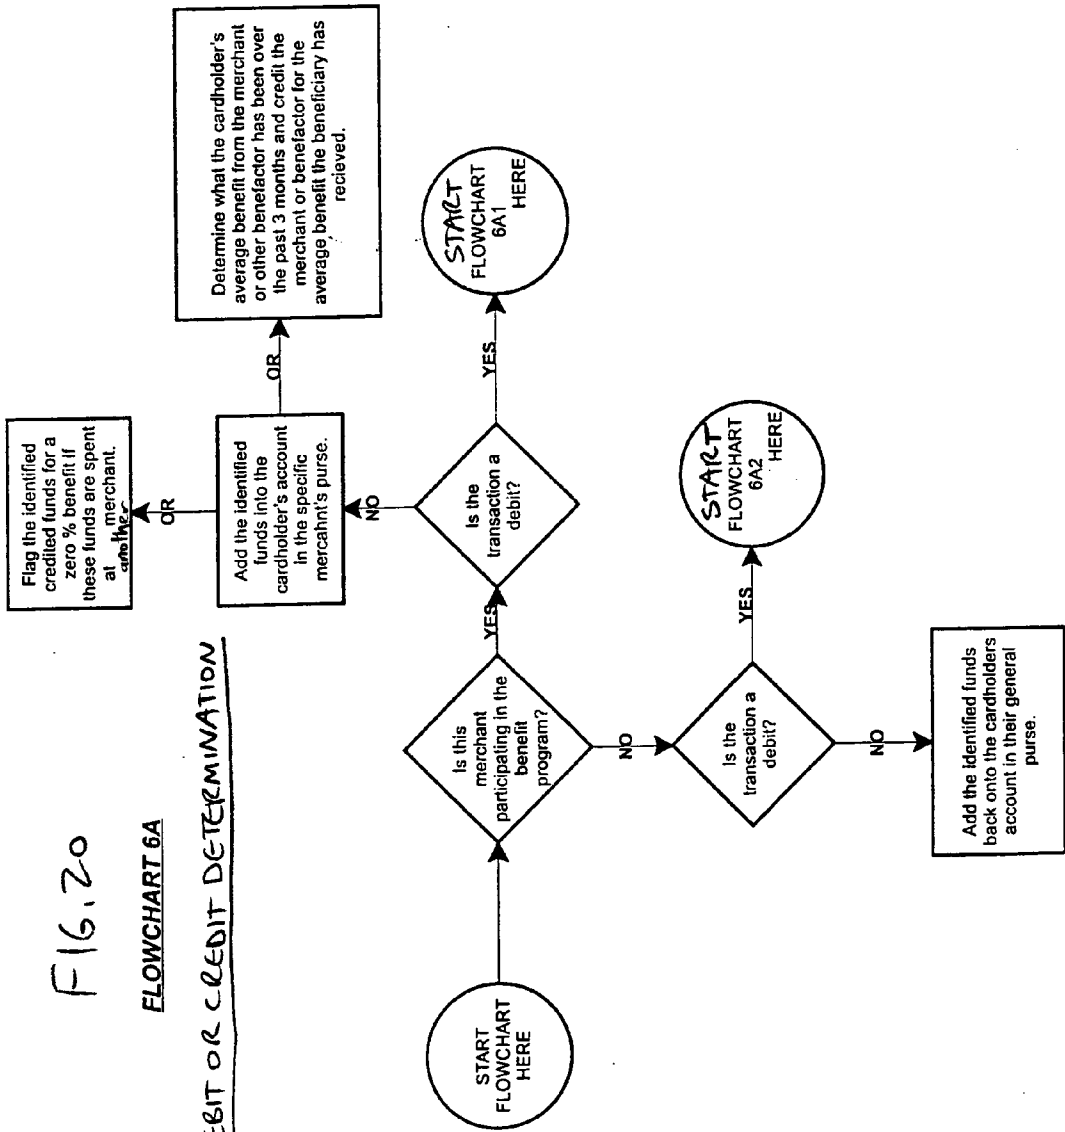 FIG. 20
FLOWCHART 6A
EBIT OR CREDIT DETERMINATION
START
FLOWCHART
HERE
Is this
merchant
participating in the
benefit
program?
YES
NO
Is the
transaction a
debit?
YES
START
FLOWCHART
6A1
HERE
NO
Add the identified
funds into the
cardholder's account
in the specific
mercahnt's purse.
OR
Flag the identified
credited funds for a
zero % benefit if
these funds are spent
at another merchant.
OR
Determine what the cardholder's
average benefit from the merchant
or other benefactor has been over
the past 3 months and credit the
merchant or benefactor for the
average benefit the beneficiary has
recieved.
Is the
transaction a
debit?
YES
START
FLOWCHART
6A2
HERE
NO
Add the identified funds
back onto the cardholders
account in their general
purse.